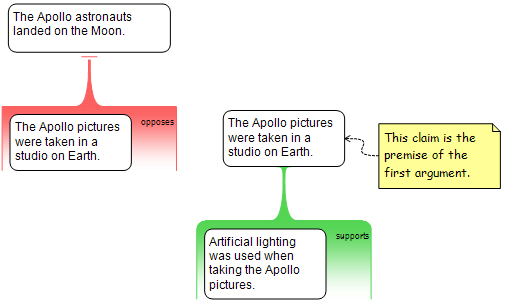 The Apollo astronauts
landed on the Moon.
opposes
The Apollo pictures
were taken in a
studio on Earth.
The Apollo pictures
were taken in a
studio on Earth.
This claim is the
premise of the
first argument.
supports
Artificial lighting
was used when
taking the Apollo
pictures.